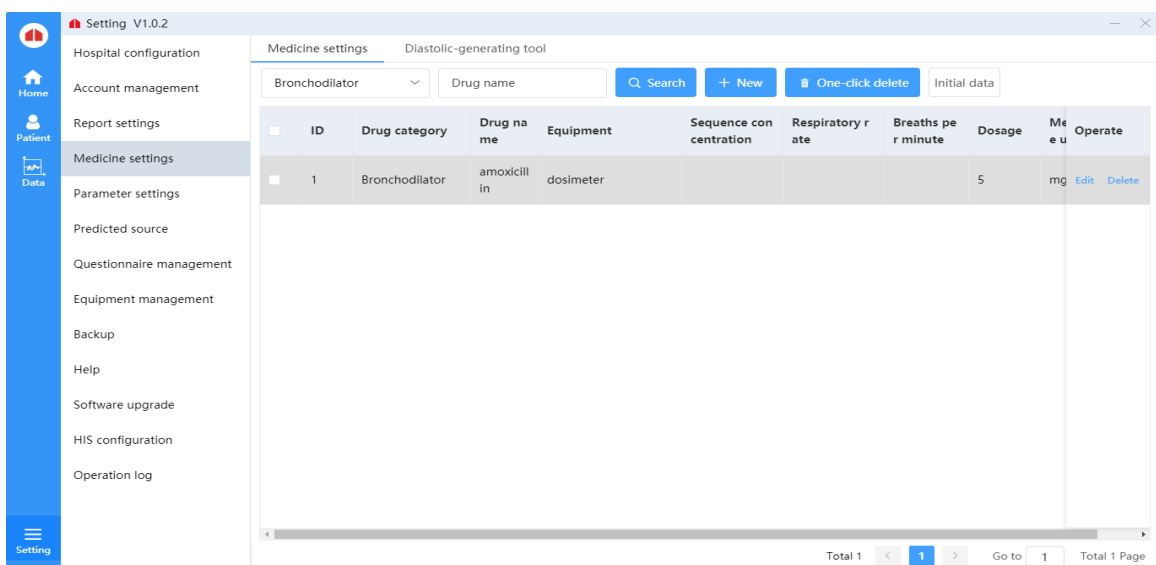 Setting V1.0.2
Home
Patient
Data
Setting
Hospital configuration
Account management
Report settings
Medicine settings
Parameter settings
Predicted source
Questionnaire management
Equipment management
Backup
Help
Software upgrade
HIS configuration
Operation log
Medicine settings Diastolic-generating tool
Bronchodilator Drug name Search + New One-click delete Initial data
ID Drug category Drug na Equipment Sequence con Respiratory r Breaths pe Dosage Me Operate
me centration ate r minute e u
1 Bronchodilator amoxicill dosimeter 5 mg Edit Delete
in
Total 1 < 1 > Go to 1 Total 1 Page